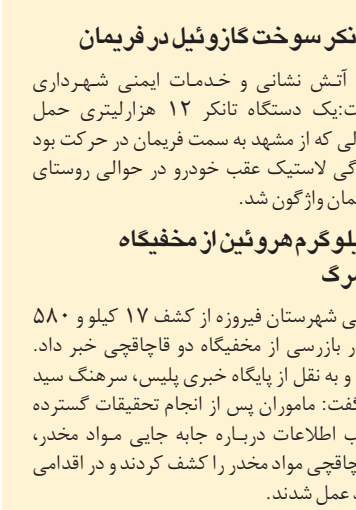 نکر سوخت گازوئیل در فریمان
آتش نشانی و خدمات ایمنی شهرداری
ت:یک دستگاه تانکر ۱۲ هزارلیتری حمل
لی که از مشهد به سمت فریمان در حرکت بود
گی لاستیک عقب خودرو در حوالی روستای
مان واژگون شد.
یلوگرم هروئین از مخفیگاه
مرگ
ی شهرستان فیروزه از کشف ۱۷ کیلو و ۵۸۰
ر بازرسی از مخفیگاه دو قاچاقچی خبر داد.
و به نقل از پایگاه خبری پلیس، سرهنگ سید
گفت: ماموران پس از انجام تحقیقات گسترده
ب اطلاعات درباره جابه جایی مواد مخدر،
چاقچی مواد مخدر را کشف کردند و در اقدامی
د عمل شدند.